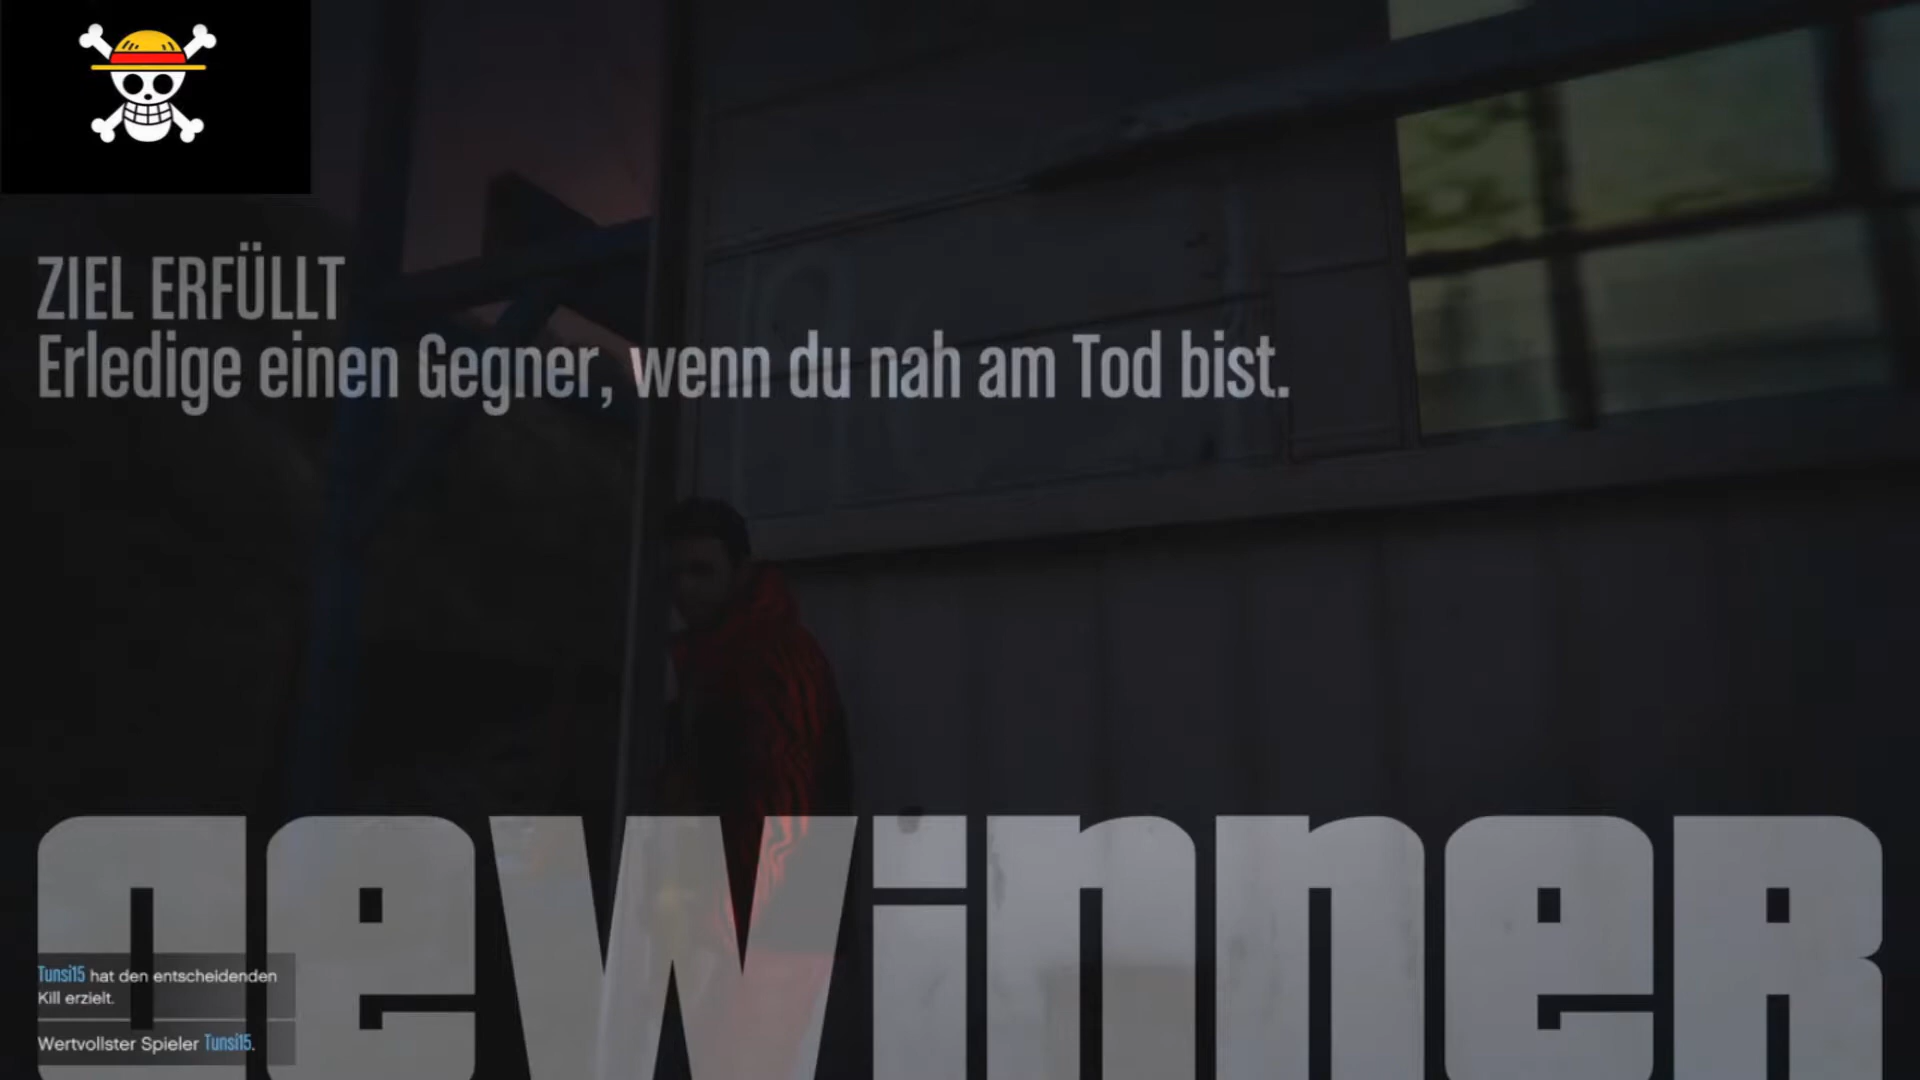 ZIEL ERFÜLLT
Erledige einen Gegner, wenn du nah am Tod bist.
GEWINNER
Tunsi15 hat den entscheidenden
Kill erzielt.
Wertvollster Spieler Tunsi15.